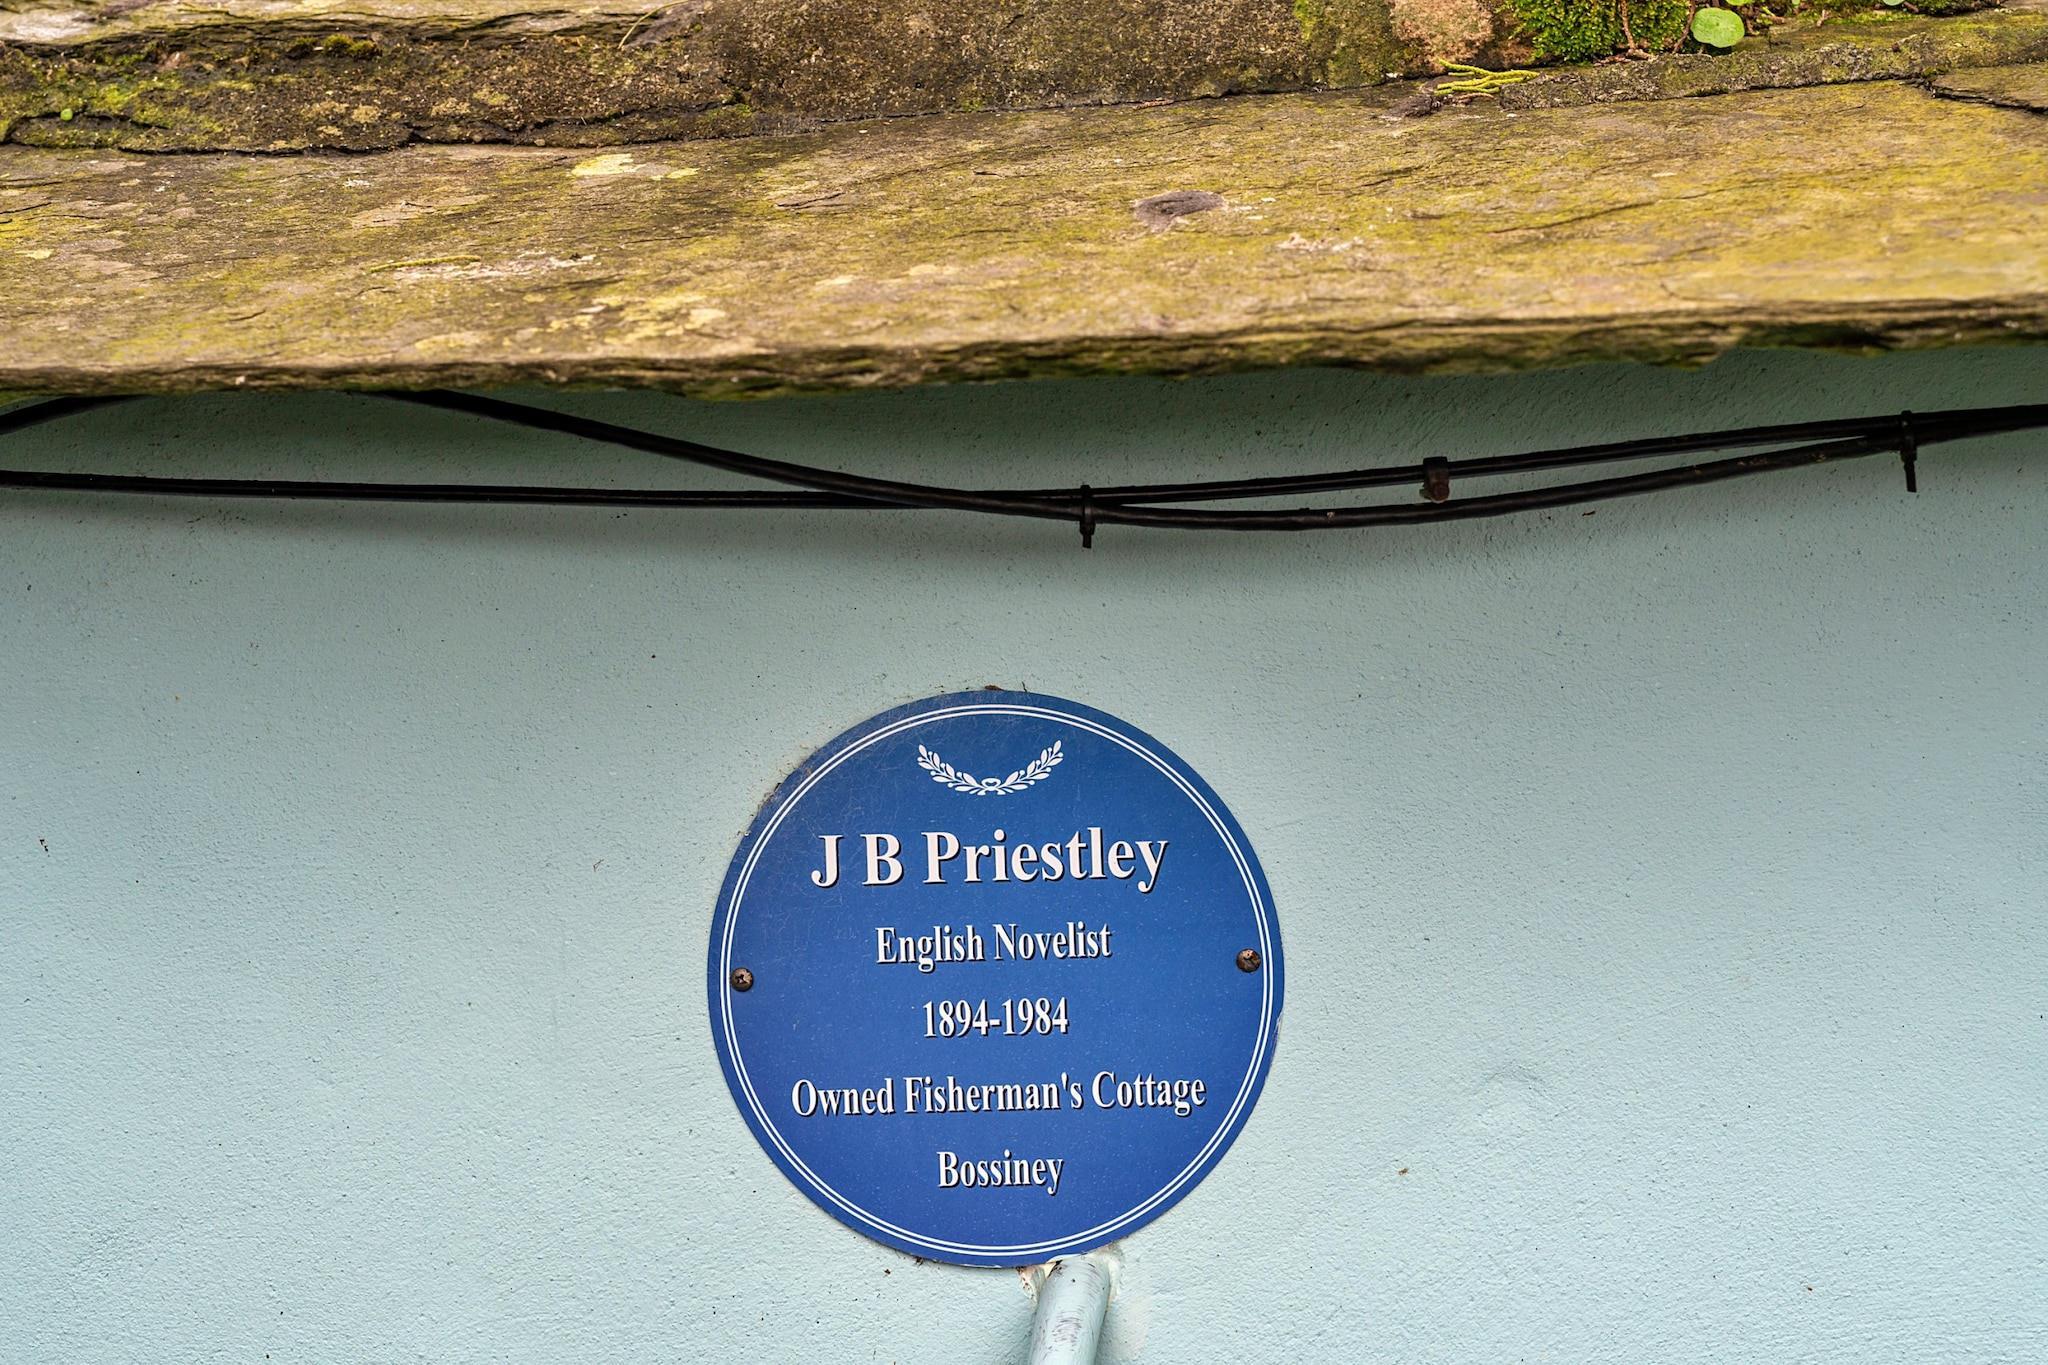 J B Priestley
English Novelist
1894-1984
Owned Fisherman's Cottage
Bossiney